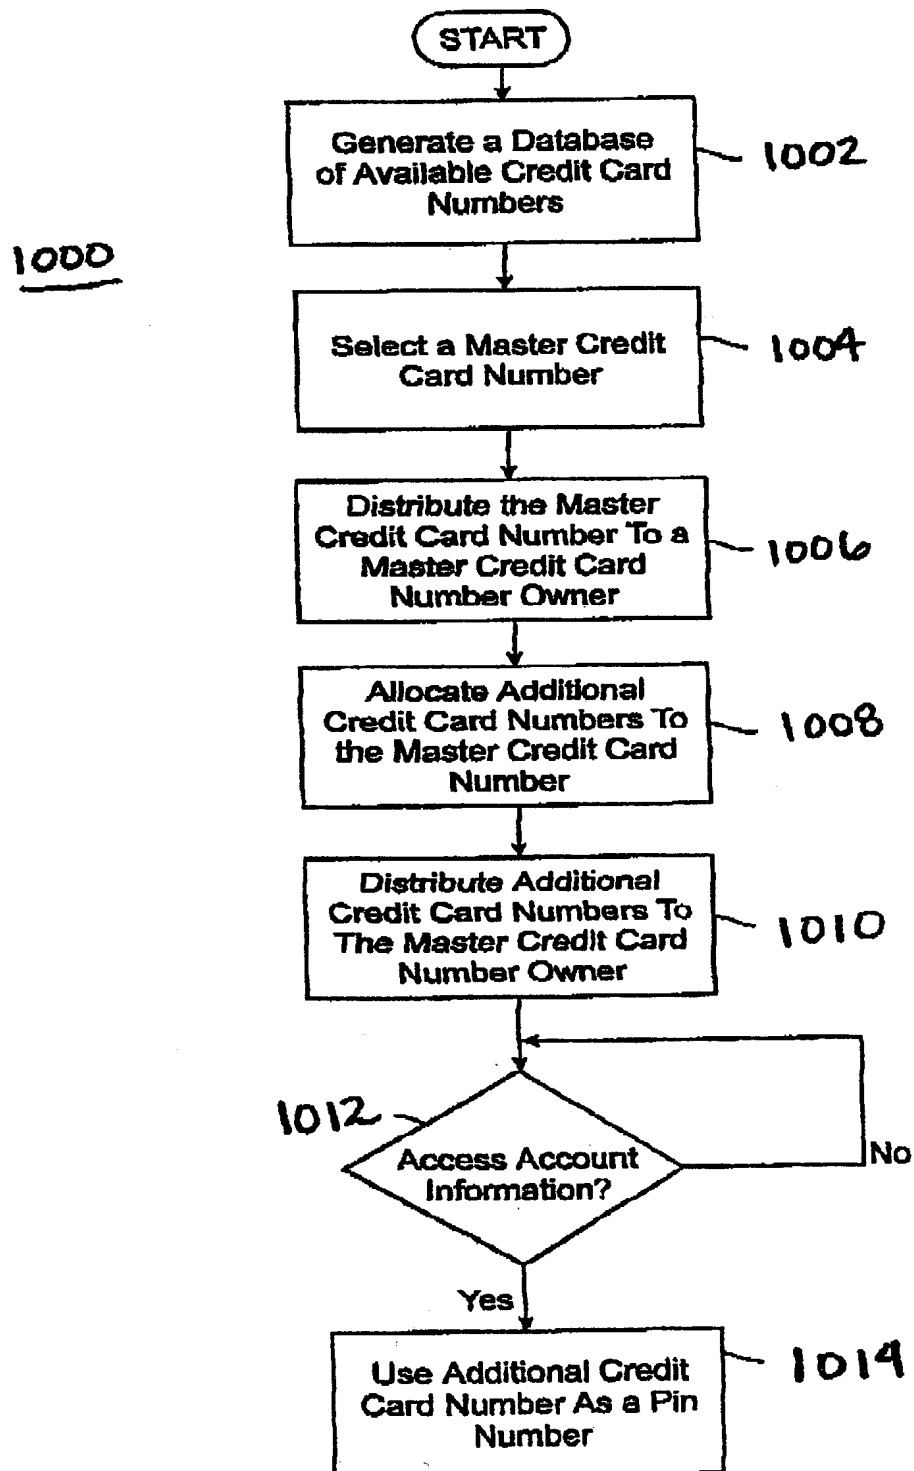 START
Generate a Database
of Available Credit Card
Numbers
1002
1000
Select a Master Credit
Card Number
1004
Distribute the Master
Credit Card Number To a
Master Credit Card
Number Owner
1006
Allocate Additional
Credit Card Numbers To
the Master Credit Card
Number
1008
Distribute Additional
Credit Card Numbers To
The Master Credit Card
Number Owner
1010
1012
Access Account
Information?
No
Yes
Use Additional Credit
Card Number As a Pin
Number
1014